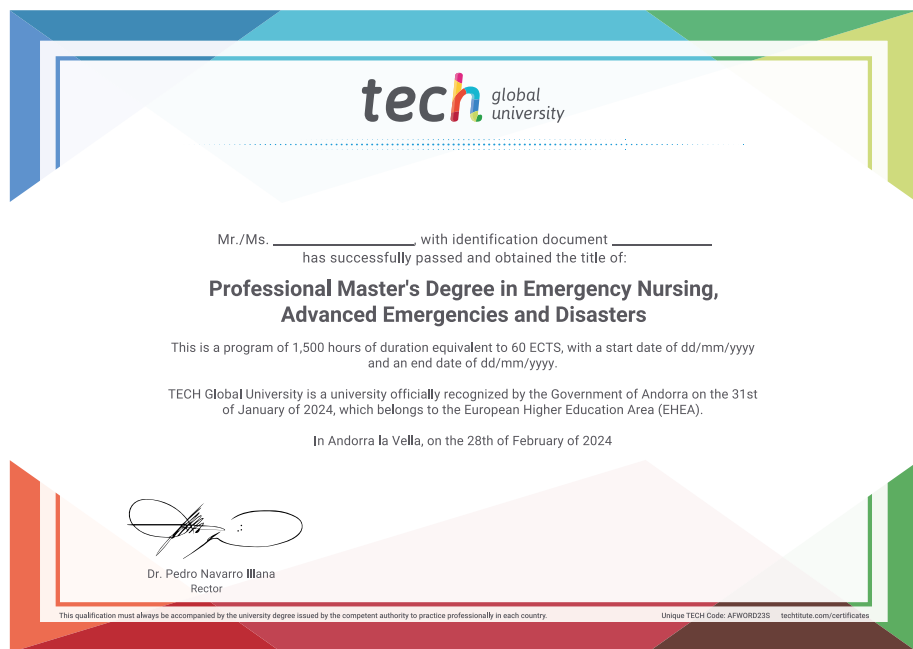 tech global
university
Mr./Ms. ________________, with identification document ____________
has successfully passed and obtained the title of:
Professional Master's Degree in Emergency Nursing,
Advanced Emergencies and Disasters
This is a program of 1,500 hours of duration equivalent to 60 ECTS, with a start date of dd/mm/yyyy
and an end date of dd/mm/yyyy.
TECH Global University is a university officially recognized by the Government of Andorra on the 31st
of January of 2024, which belongs to the European Higher Education Area (EHEA).
In Andorra la Vella, on the 28th of February of 2024
Dr. Pedro Navarro Illana
Rector
This qualification must always be accompanied by the university degree issued by the competent authority to practice professionally in each country.
Unique TECH Code: AFWORD23S techtitute.com/certificates